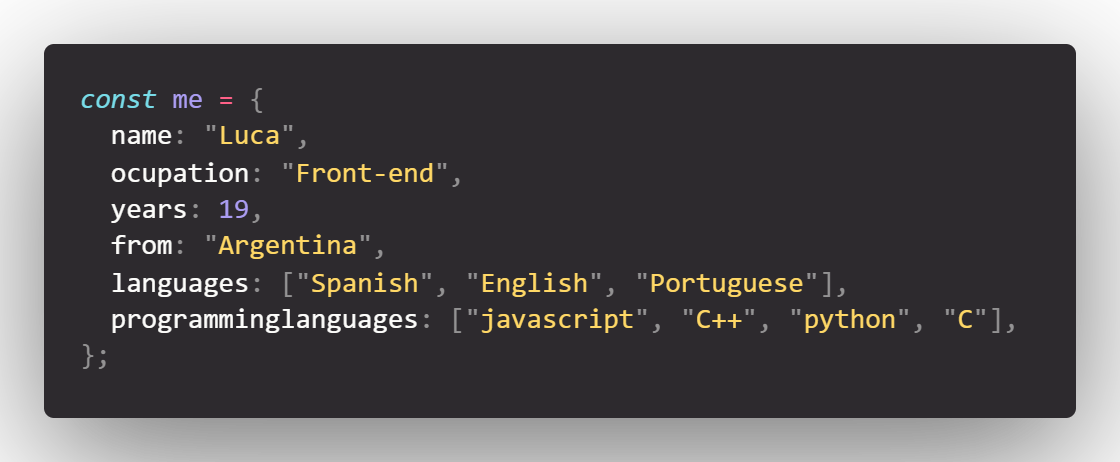 const me = {
  name: "Luca",
  ocupation: "Front-end",
  years: 19,
  from: "Argentina",
  languages: ["Spanish", "English", "Portuguese"],
  programminglanguages: ["javascript", "C++", "python", "C"],
};